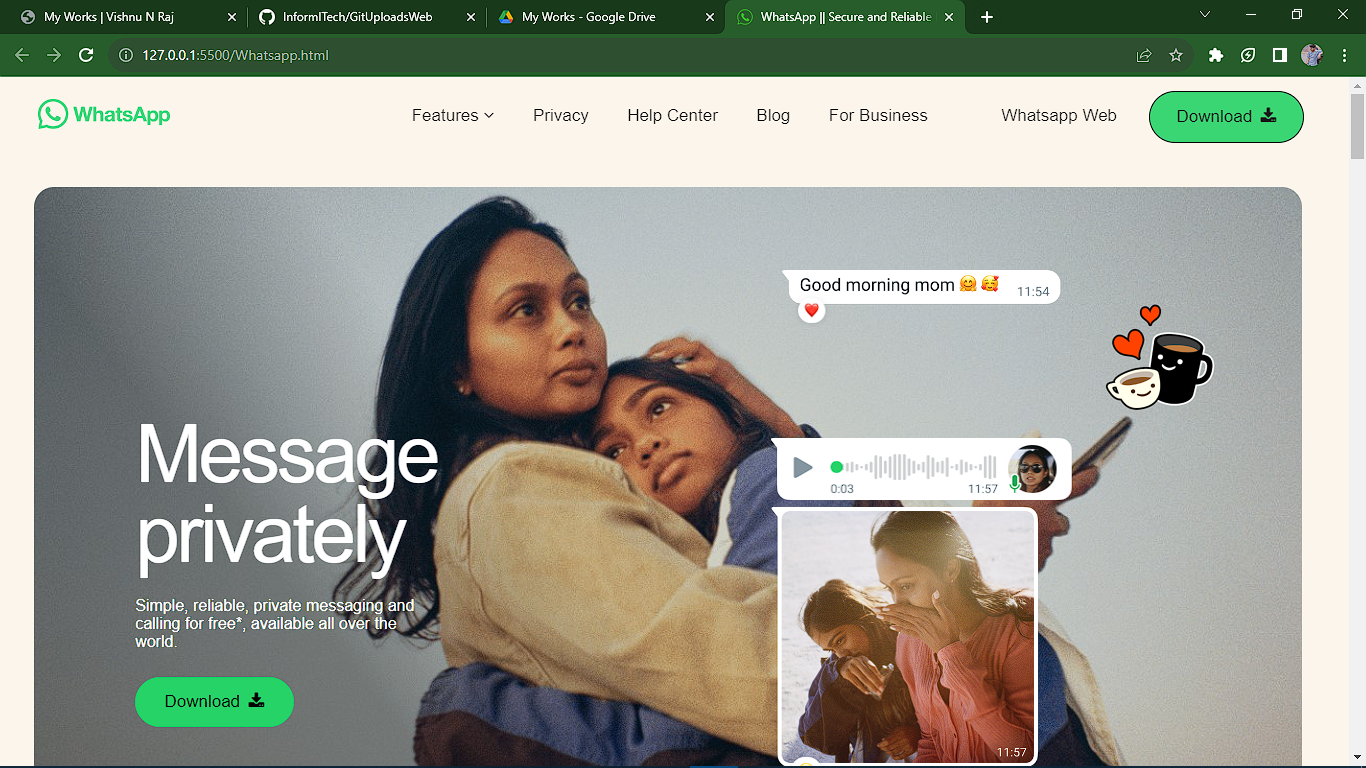 My Works | Vishnu N Raj
InformITech/GitUploadsWeb
My Works - Google Drive
WhatsApp || Secure and Reliable
127.0.0.1:5500/Whatsapp.html
WhatsApp
Features
Privacy
Help Center
Blog
For Business
Whatsapp Web
Download
Good morning mom 🤗 🥰 11:54
Message
privately
0:03 11:57
Simple, reliable, private messaging and
calling for free*, available all over the
world.
Download
11:57